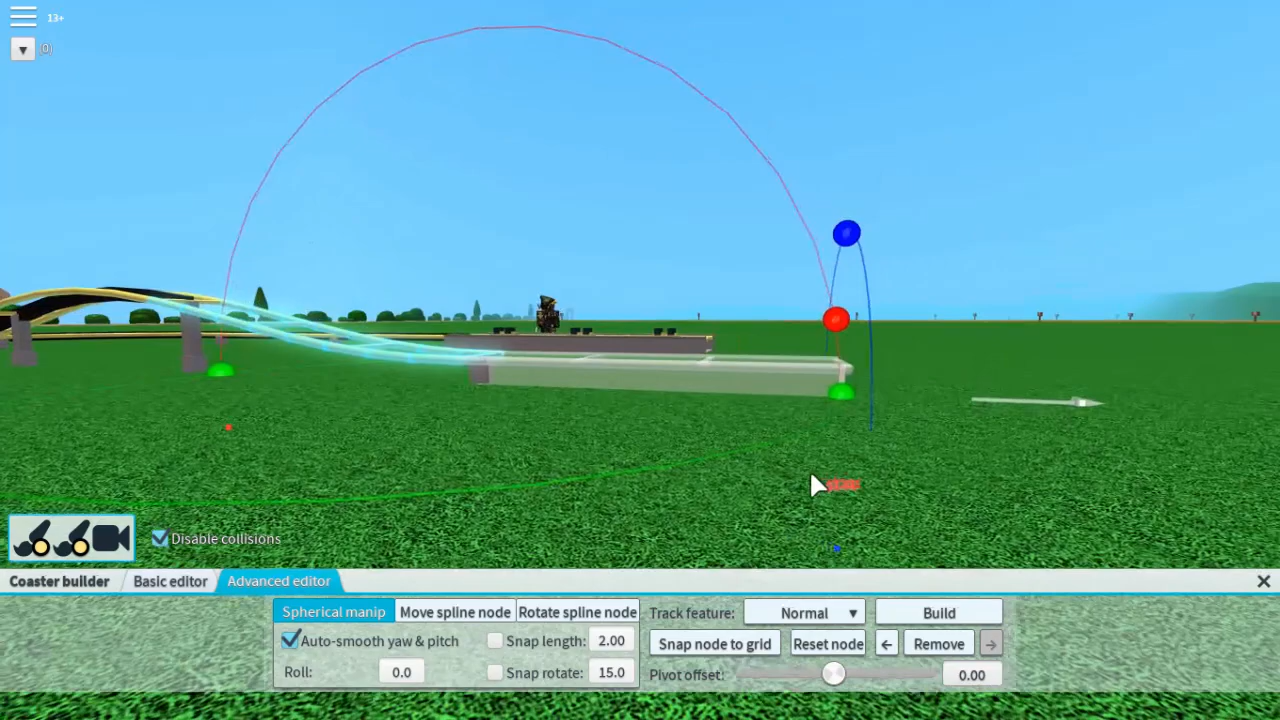 13+
(0)
Disable collisions
Coaster builder
Basic editor
Advanced editor
Spherical manip
Move spline node
Rotate spline node
Track feature:
Normal
Build
Auto-smooth yaw & pitch
Snap length:
2.00
Snap node to grid
Reset node
Remove
Roll:
0.0
Snap rotate:
15.0
Pivot offset:
0.00